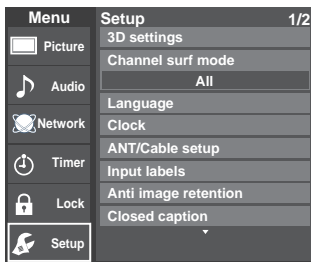 Menu
Picture
Audio
Network
Timer
Lock
Setup
Setup 1/2
3D settings
Channel surf mode
All
Language
Clock
ANT/Cable setup
Input labels
Anti image retention
Closed caption